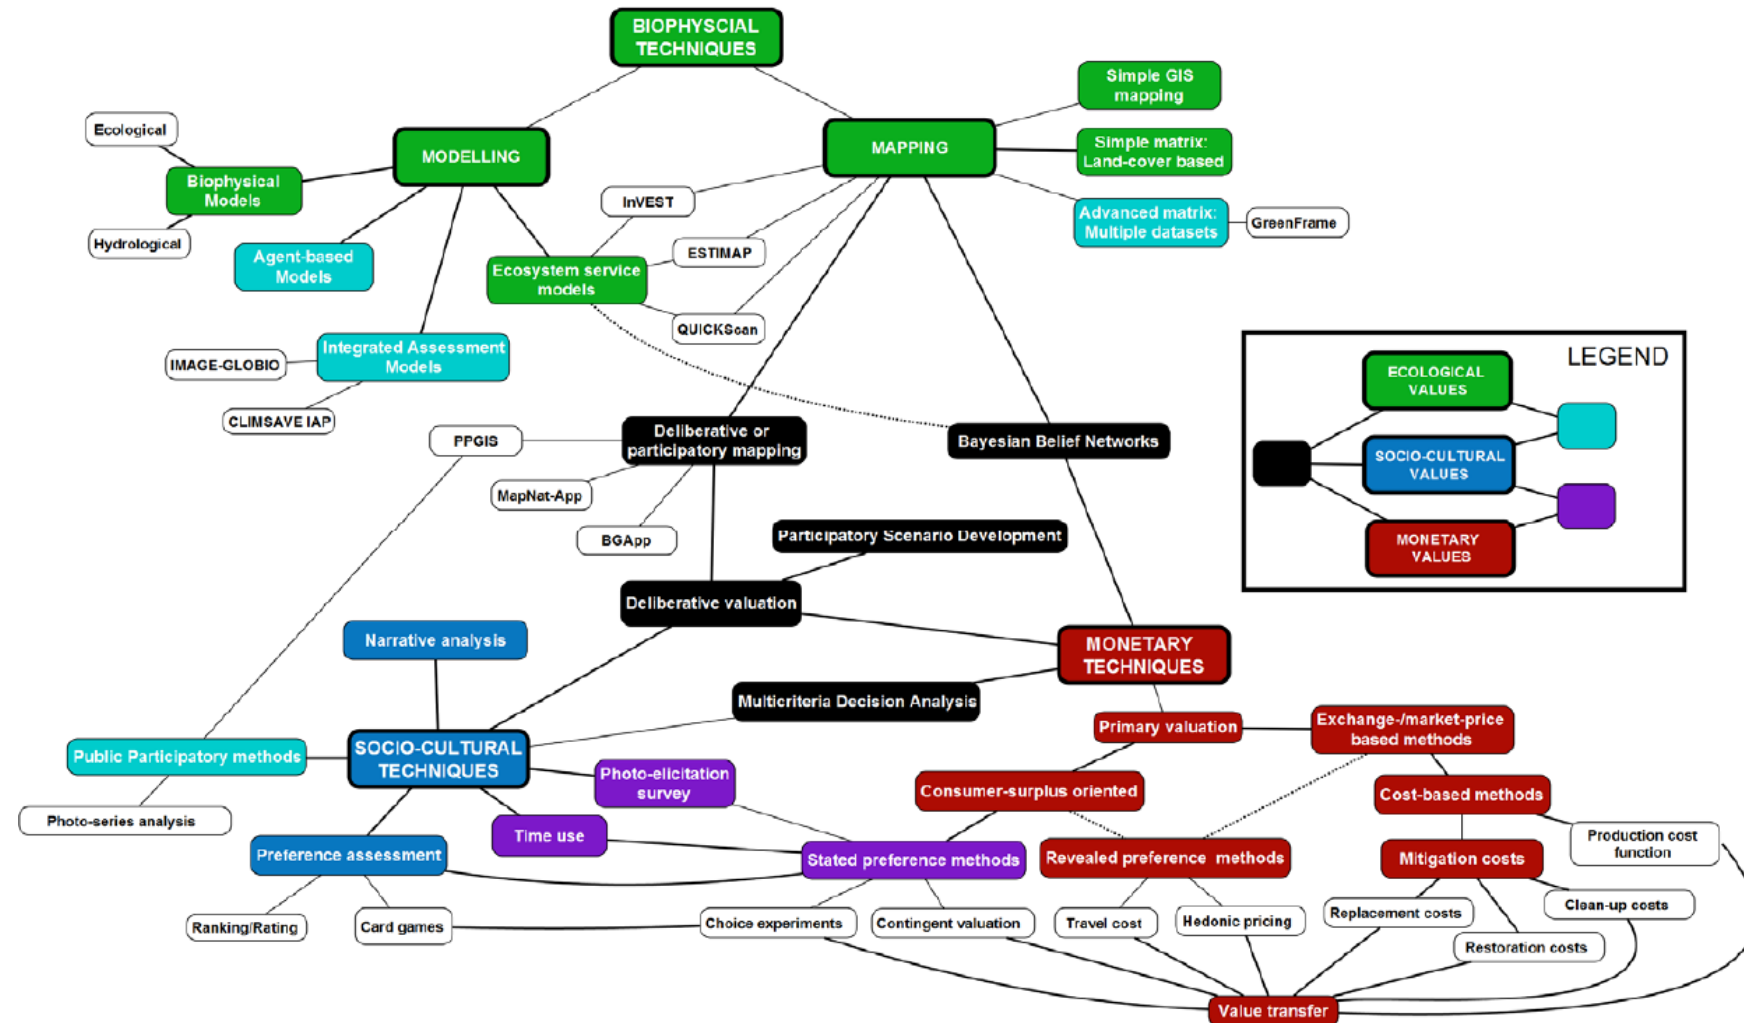 BIOPHYSCIAL
TECHNIQUES
Simple GIS
mapping
Ecological
MODELLING
MAPPING
Simple matrix:
Land-cover based
Biophysical
Models
InVEST
Advanced matrix:
Multiple datasets
GreenFrame
Hydrological
Agent-based
Models
ESTIMAP
Ecosystem service
models
QUICKScan
Integrated Assessment
Models
IMAGE-GLOBIO
CLIMSAVE IAP
LEGEND
ECOLOGICAL
VALUES
SOCIO-CULTURAL
VALUES
MONETARY
VALUES
PPGIS
Deliberative or
participatory mapping
Bayesian Belief Networks
MapNat-App
BGApp
Participatory Scenario Development
Deliberative valuation
Narrative analysis
MONETARY
TECHNIQUES
Multicriteria Decision Analysis
Primary valuation
Exchange-/market-price
based methods
Public Participatory methods
SOCIO-CULTURAL
TECHNIQUES
Photo-elicitation
survey
Consumer-surplus oriented
Cost-based methods
Photo-series analysis
Time use
Production cost
function
Preference assessment
Stated preference methods
Revealed preference methods
Mitigation costs
Ranking/Rating
Card games
Choice experiments
Contingent valuation
Travel cost
Hedonic pricing
Replacement costs
Clean-up costs
Restoration costs
Value transfer